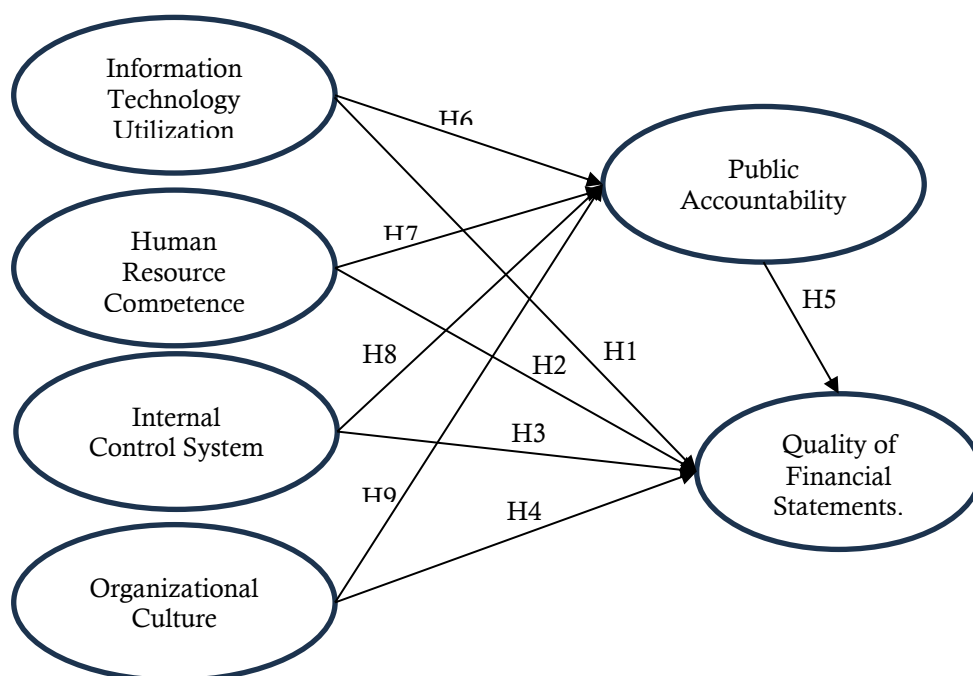 Information
Technology
Utilization
H6
Public
Accountability
Human
Resource
Competence
H7
H5
H8
H2
H1
Internal
Control System
H3
Quality of
Financial
Statements.
H9
H4
Organizational
Culture